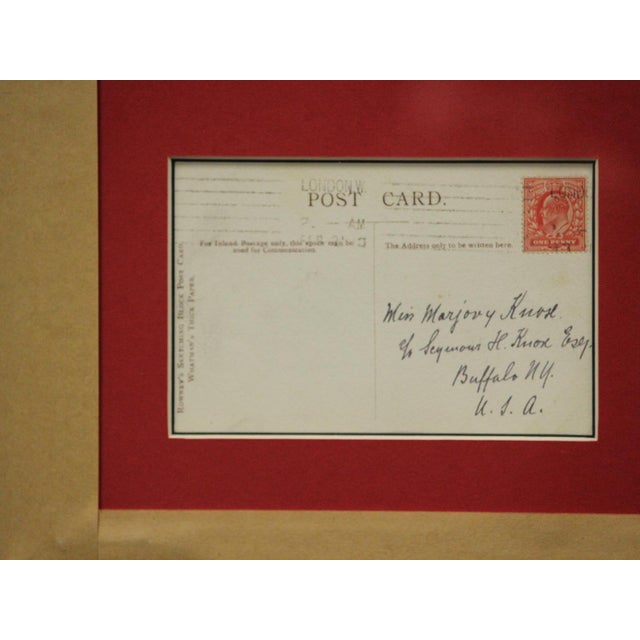 LONDON.W.
POST CARD.
AM
For Inland Postage only, this space may be
used for Communication.
The Address only to be written here.
ONE PENNY
ROWNEY'S SKETCHING BLOCK POST CARD.
WHATMAN'S THICK PAPER.
Miss Marjory Knox
c/o Seymour H. Knox Esq.
Buffalo NY.
U. S. A.